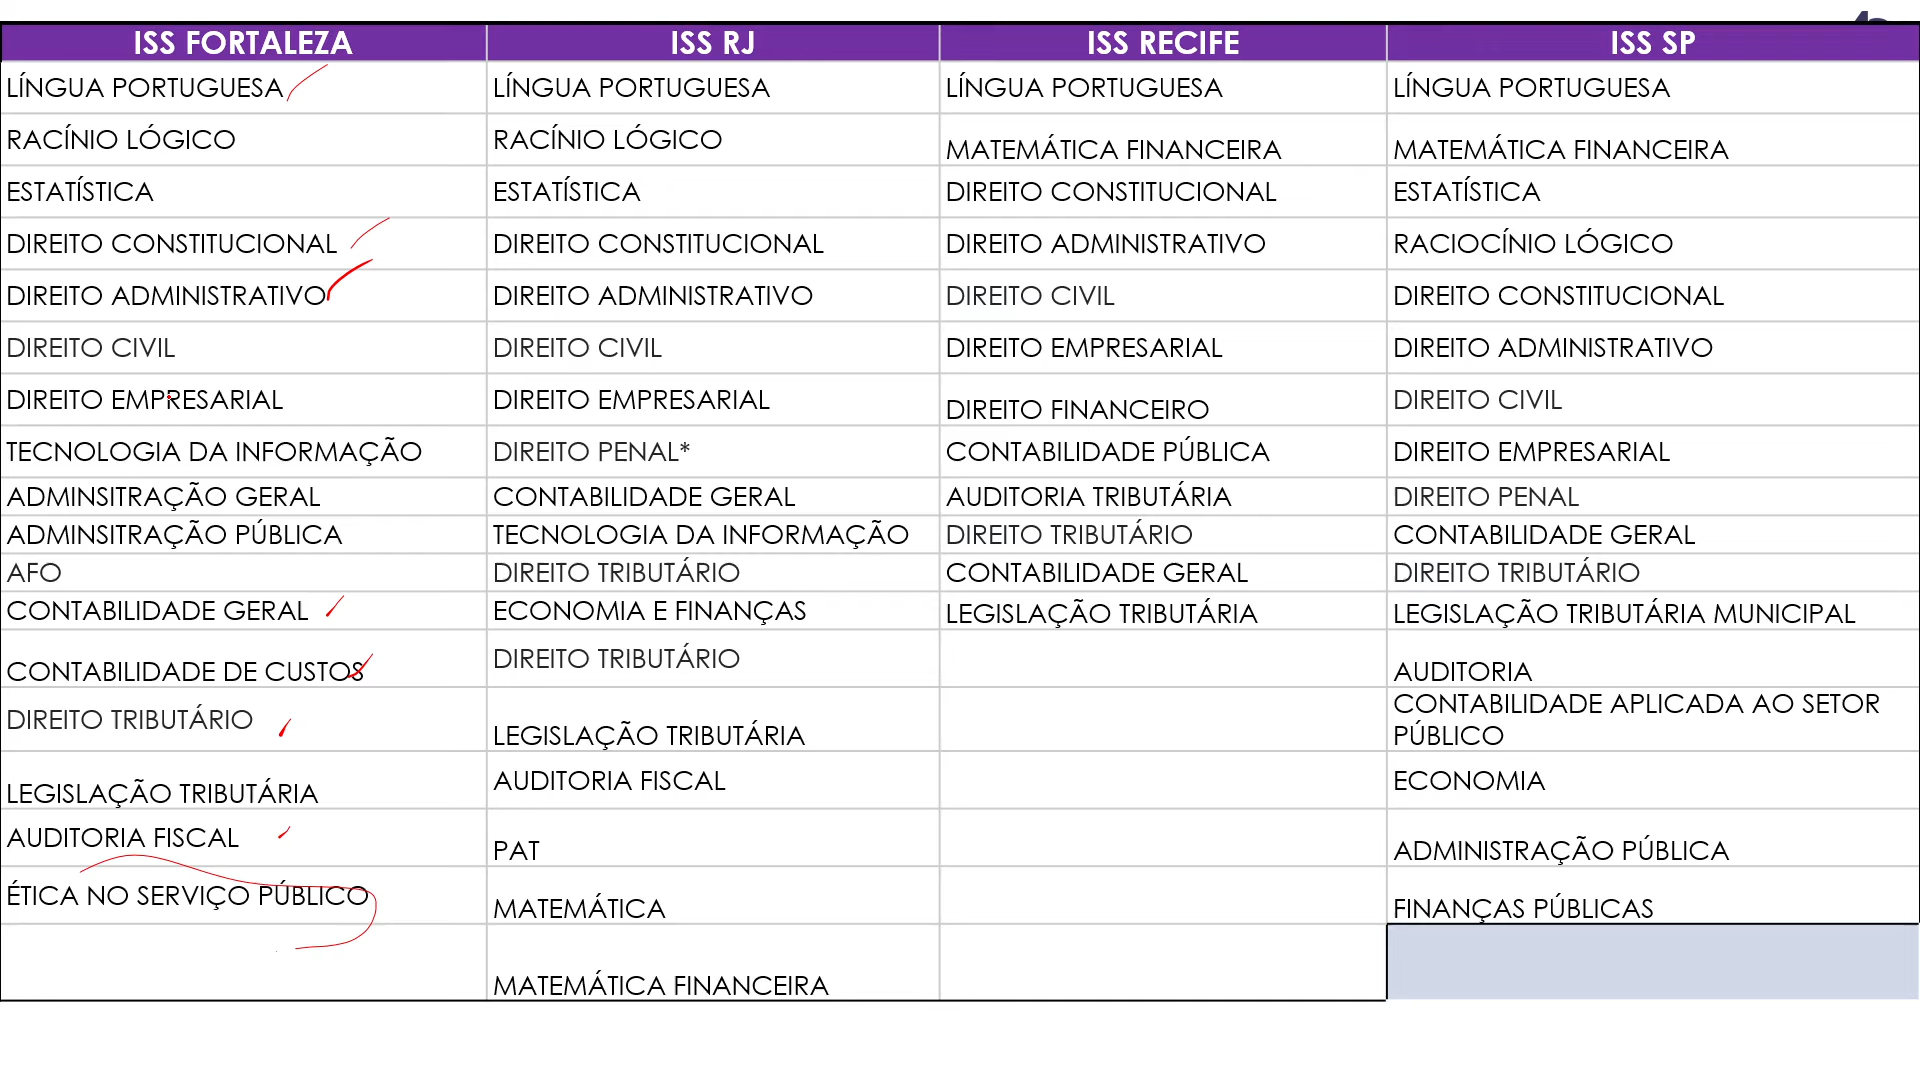 ISS FORTALEZA ISS RJ ISS RECIFE ISS SP
LÍNGUA PORTUGUESA LÍNGUA PORTUGUESA LÍNGUA PORTUGUESA LÍNGUA PORTUGUESA
RACÍNIO LÓGICO RACÍNIO LÓGICO MATEMÁTICA FINANCEIRA MATEMÁTICA FINANCEIRA
ESTATÍSTICA ESTATÍSTICA DIREITO CONSTITUCIONAL ESTATÍSTICA
DIREITO CONSTITUCIONAL DIREITO CONSTITUCIONAL DIREITO ADMINISTRATIVO RACIOCÍNIO LÓGICO
DIREITO ADMINISTRATIVO DIREITO ADMINISTRATIVO DIREITO CIVIL DIREITO CONSTITUCIONAL
DIREITO CIVIL DIREITO CIVIL DIREITO EMPRESARIAL DIREITO ADMINISTRATIVO
DIREITO EMPRESARIAL DIREITO EMPRESARIAL DIREITO FINANCEIRO DIREITO CIVIL
TECNOLOGIA DA INFORMAÇÃO DIREITO PENAL* CONTABILIDADE PÚBLICA DIREITO EMPRESARIAL
ADMINSITRAÇÃO GERAL CONTABILIDADE GERAL AUDITORIA TRIBUTÁRIA DIREITO PENAL
ADMINSITRAÇÃO PÚBLICA TECNOLOGIA DA INFORMAÇÃO DIREITO TRIBUTÁRIO CONTABILIDADE GERAL
AFO DIREITO TRIBUTÁRIO CONTABILIDADE GERAL DIREITO TRIBUTÁRIO
CONTABILIDADE GERAL ECONOMIA E FINANÇAS LEGISLAÇÃO TRIBUTÁRIA LEGISLAÇÃO TRIBUTÁRIA MUNICIPAL
CONTABILIDADE DE CUSTOS DIREITO TRIBUTÁRIO AUDITORIA
DIREITO TRIBUTÁRIO LEGISLAÇÃO TRIBUTÁRIA CONTABILIDADE APLICADA AO SETOR
PÚBLICO
LEGISLAÇÃO TRIBUTÁRIA AUDITORIA FISCAL ECONOMIA
AUDITORIA FISCAL PAT ADMINISTRAÇÃO PÚBLICA
ÉTICA NO SERVIÇO PÚBLICO MATEMÁTICA FINANÇAS PÚBLICAS
MATEMÁTICA FINANCEIRA